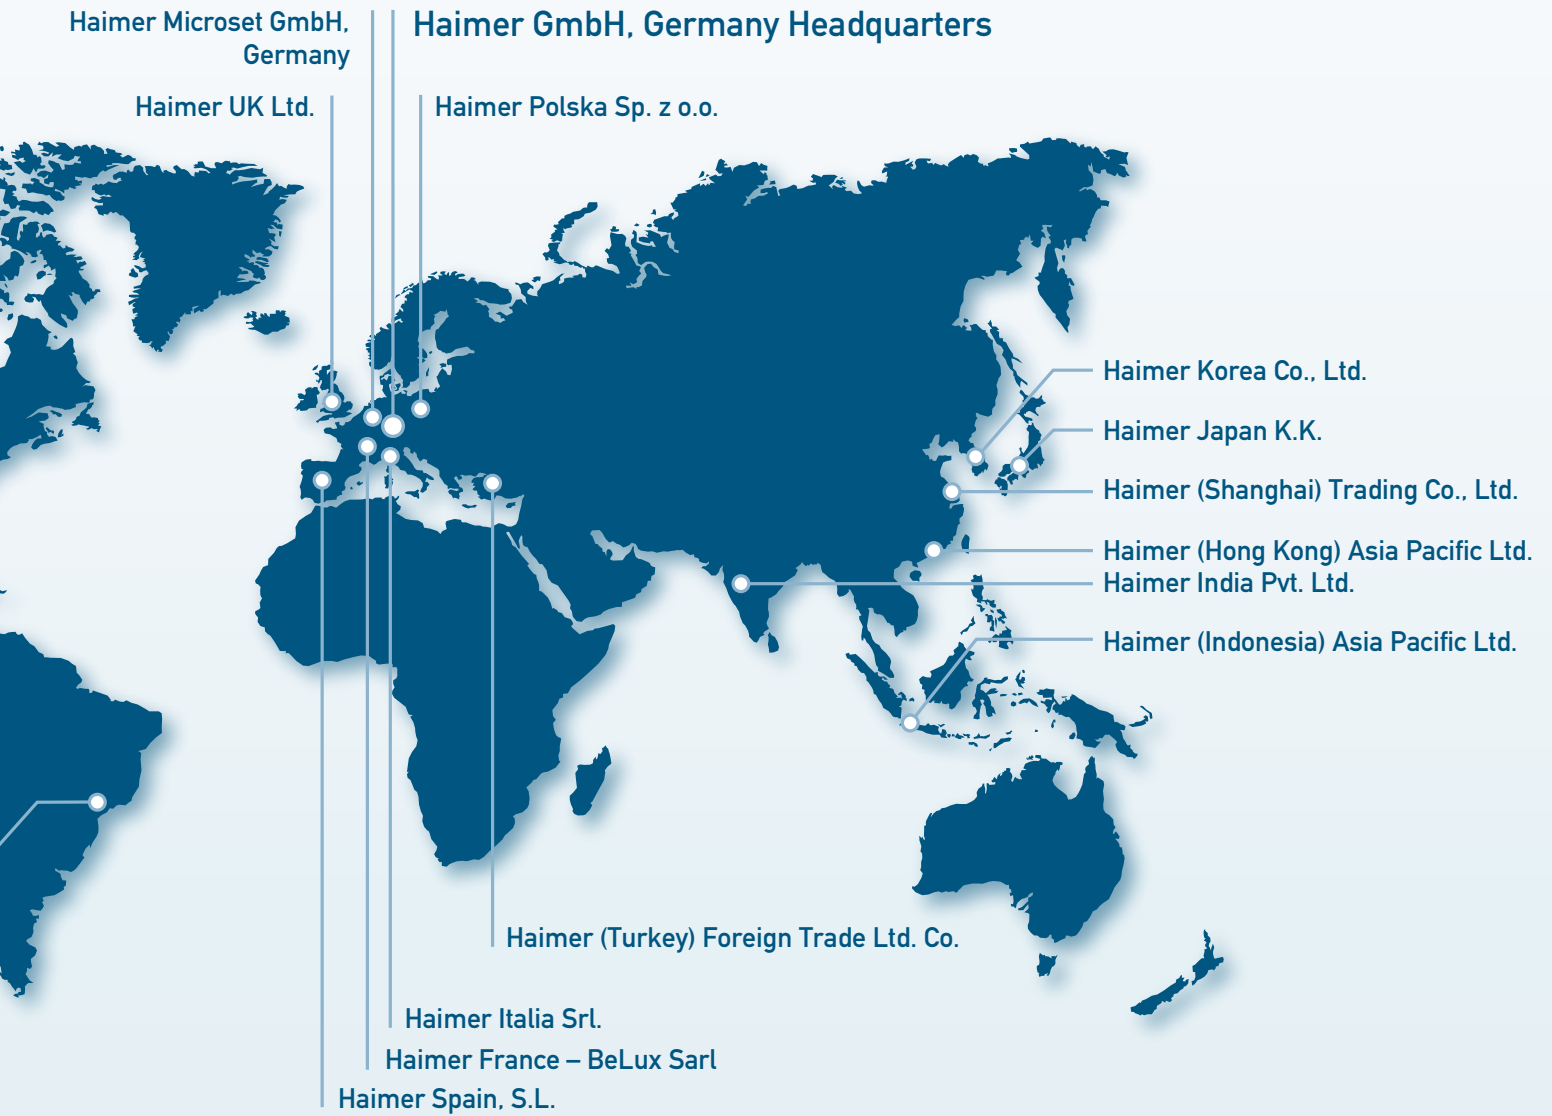 Haimer Microset GmbH,
Germany
Haimer GmbH, Germany Headquarters
Haimer UK Ltd.
Haimer Polska Sp. z o.o.
Haimer Korea Co., Ltd.
Haimer Japan K.K.
Haimer (Shanghai) Trading Co., Ltd.
Haimer (Hong Kong) Asia Pacific Ltd.
Haimer India Pvt. Ltd.
Haimer (Indonesia) Asia Pacific Ltd.
Haimer (Turkey) Foreign Trade Ltd. Co.
Haimer Italia Srl.
Haimer France – BeLux Sarl
Haimer Spain, S.L.